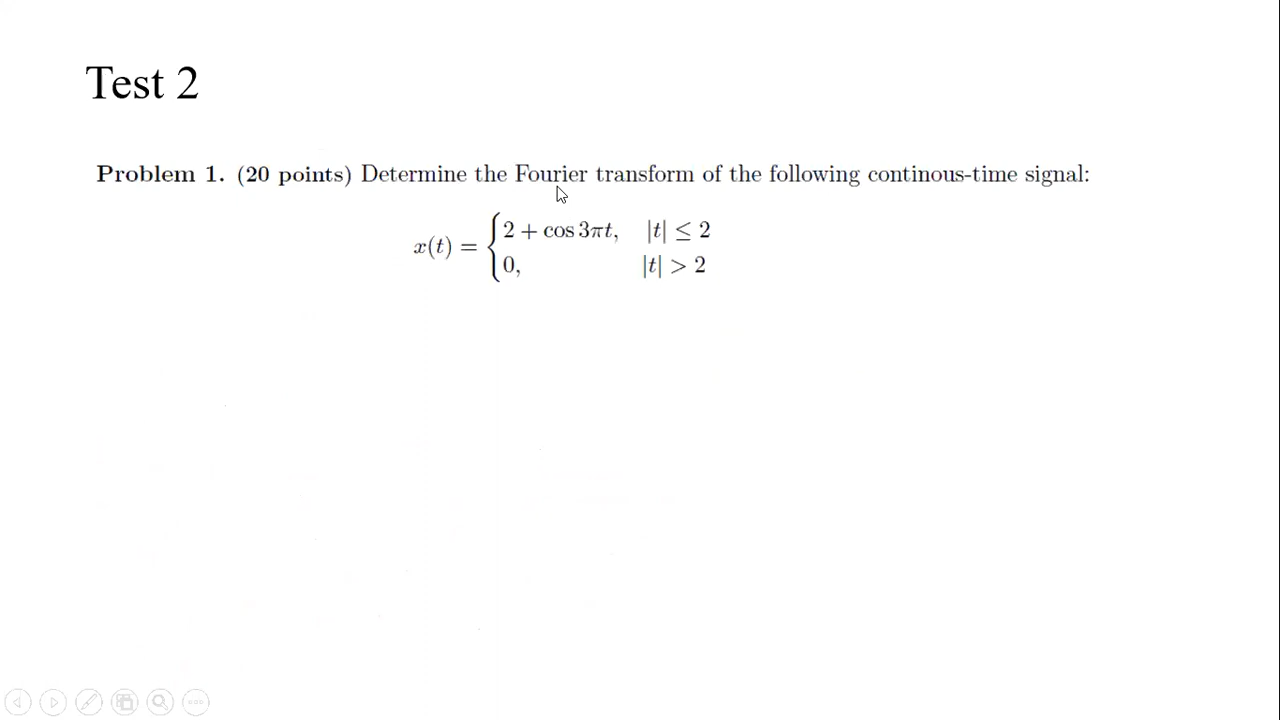 Test 2
Problem 1. (20 points) Determine the Fourier transform of the following continous-time signal:
x(t) = { 2 + cos 3πt, |t| ≤ 2
0, |t| > 2